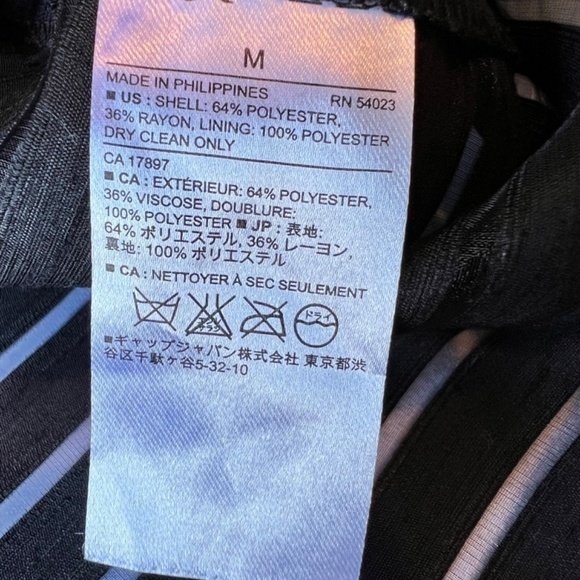 M
MADE IN PHILIPPINES RN 54023
■ US : SHELL: 64% POLYESTER,
36% RAYON, LINING: 100% POLYESTER
DRY CLEAN ONLY
CA 17897
■ CA : EXTÉRIEUR: 64% POLYESTER,
36% VISCOSE, DOUBLURE:
100% POLYESTER ■ JP : 表地:
64% ポリエステル, 36% レーヨン,
裏地: 100% ポリエステル
■ CA : NETTOYER À SEC SEULEMENT
ドライ
■ギャップジャパン株式会社 東京都渋
谷区千駄ケ谷5-32-10